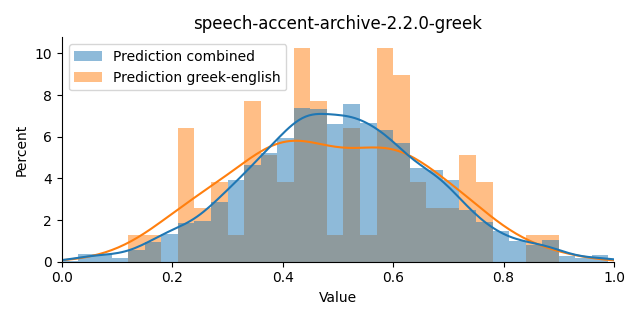 speech-accent-archive-2.2.0-greek
Prediction combined
Prediction greek-english
Percent
10
8
6
4
2
0
0.0 0.2 0.4 0.6 0.8 1.0
Value